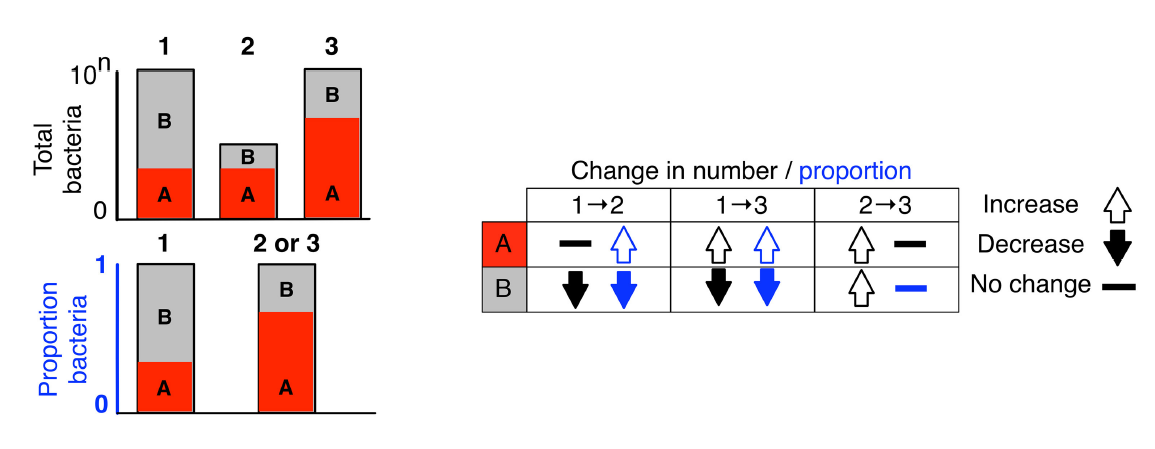 1 2 3
10ⁿ
Total
bacteria
B
B
B
A
A
A
0
1 2 or 3
1
Proportion
bacteria
B
B
A
A
0
Change in number / proportion
1→2 1→3 2→3
A
B
Increase
Decrease
No change